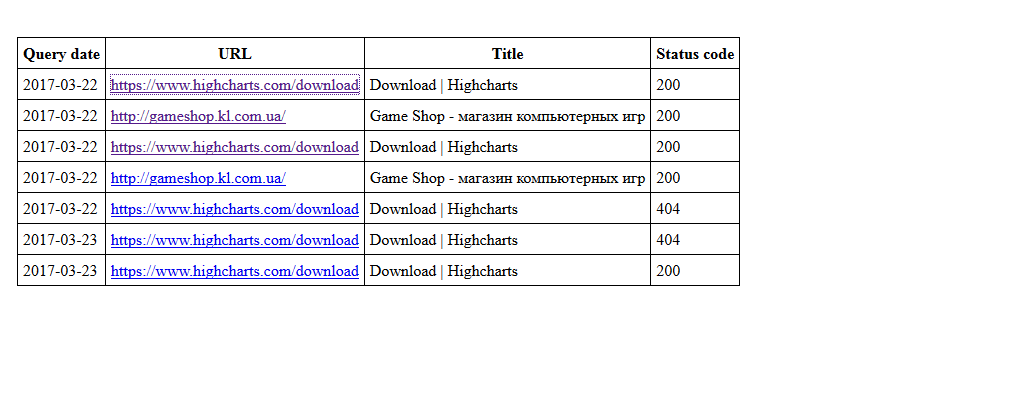 Query date URL Title Status code
2017-03-22 https://www.highcharts.com/download Download | Highcharts 200
2017-03-22 http://gameshop.kl.com.ua/ Game Shop - магазин компьютерных игр 200
2017-03-22 https://www.highcharts.com/download Download | Highcharts 200
2017-03-22 http://gameshop.kl.com.ua/ Game Shop - магазин компьютерных игр 200
2017-03-22 https://www.highcharts.com/download Download | Highcharts 404
2017-03-23 https://www.highcharts.com/download Download | Highcharts 404
2017-03-23 https://www.highcharts.com/download Download | Highcharts 200